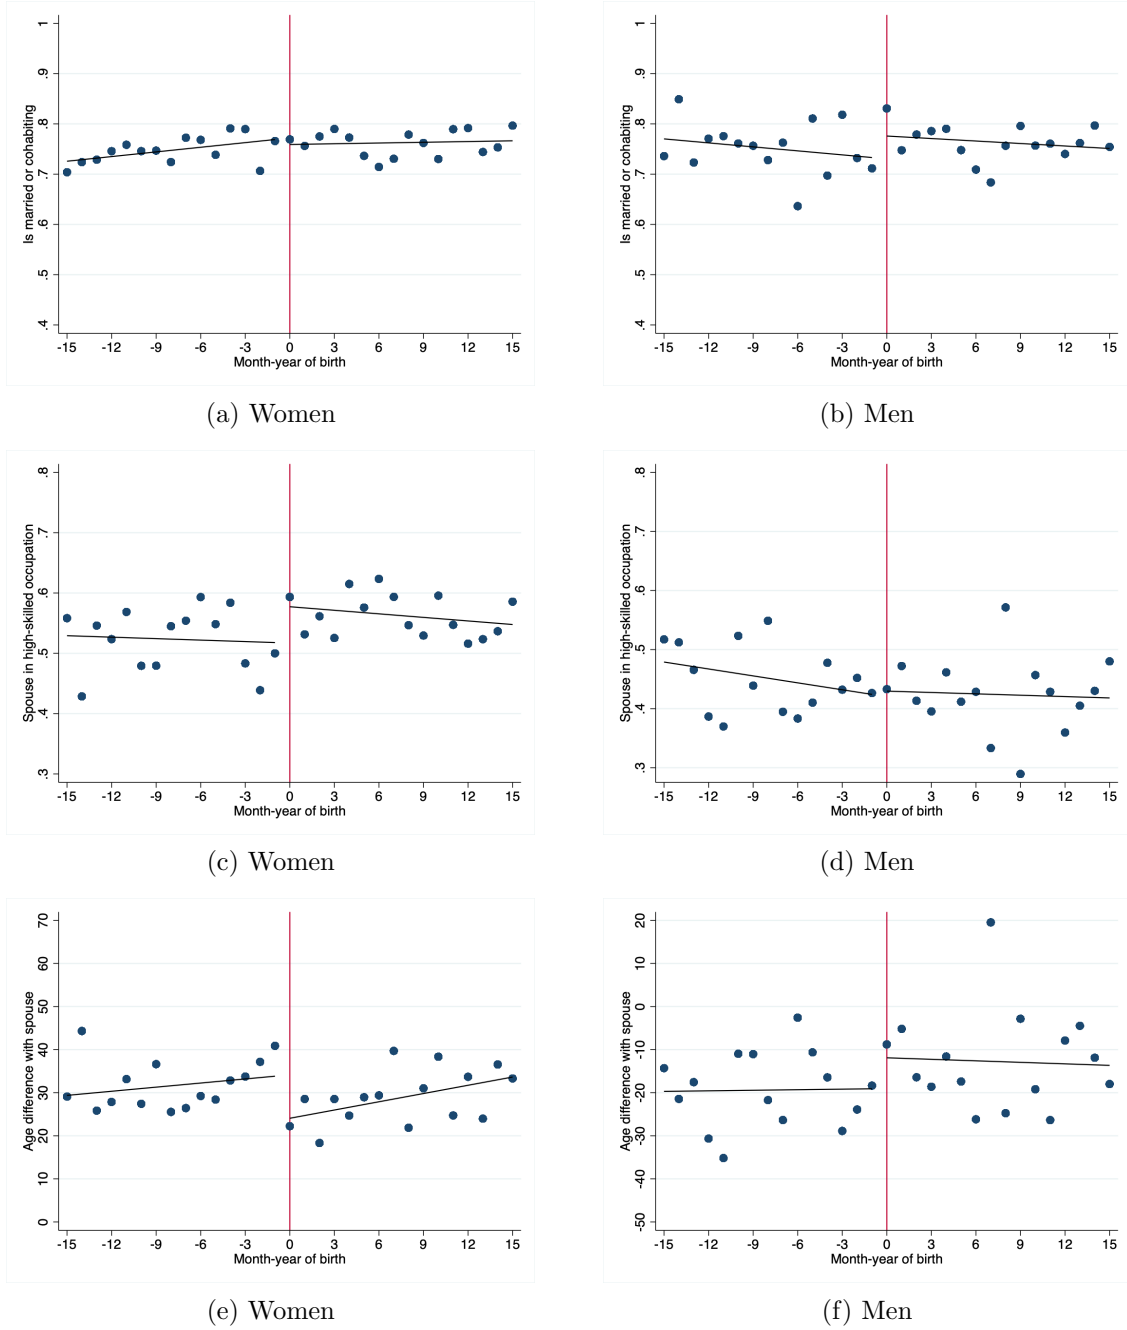 Is married or cohabiting
1
.9
.8
.7
.6
.5
.4
-15 -12 -9 -6 -3 0 3 6 9 12 15
Month-year of birth
(a) Women
Is married or cohabiting
1
.9
.8
.7
.6
.5
.4
-15 -12 -9 -6 -3 0 3 6 9 12 15
Month-year of birth
(b) Men
Spouse in high-skilled occupation
.8
.7
.6
.5
.4
.3
-15 -12 -9 -6 -3 0 3 6 9 12 15
Month-year of birth
(c) Women
Spouse in high-skilled occupation
.8
.7
.6
.5
.4
.3
-15 -12 -9 -6 -3 0 3 6 9 12 15
Month-year of birth
(d) Men
Age difference with spouse
70
60
50
40
30
20
10
0
-15 -12 -9 -6 -3 0 3 6 9 12 15
Month-year of birth
(e) Women
Age difference with spouse
20
10
0
-10
-20
-30
-40
-50
-15 -12 -9 -6 -3 0 3 6 9 12 15
Month-year of birth
(f) Men